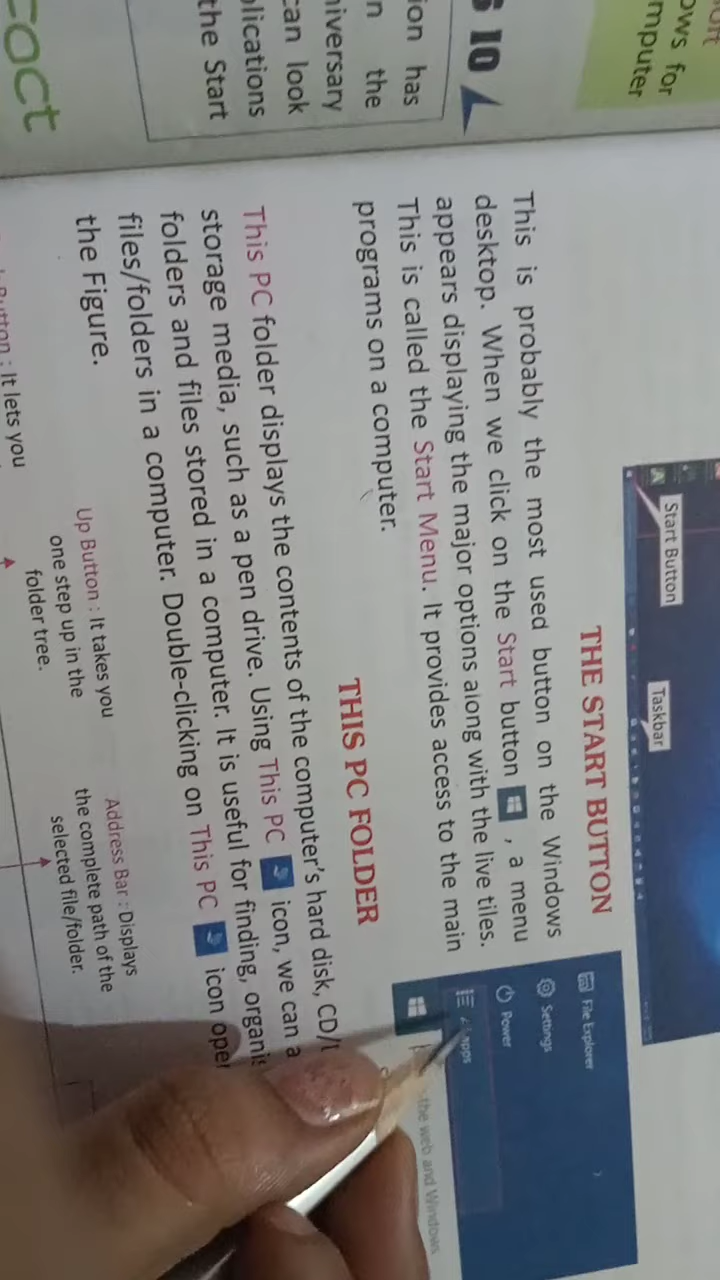 ows for
mputer
S 10
ion has
n the
niversary
can look
plications
the Start
Start Button
Taskbar
THE START BUTTON
This is probably the most used button on the Windows
desktop. When we click on the Start button , a menu
appears displaying the major options along with the live tiles.
This is called the Start Menu. It provides access to the main
programs on a computer.
File Explorer
Settings
Power
apps
the web and Windows
THIS PC FOLDER
This PC folder displays the contents of the computer's hard disk, CD/
storage media, such as a pen drive. Using This PC icon, we can a
folders and files stored in a computer. It is useful for finding, organi
files/folders in a computer. Double-clicking on This PC icon ope
the Figure.
Up Button : It takes you
one step up in the
folder tree.
Address Bar : Displays
the complete path of the
selected file/folder.
Button : It lets you